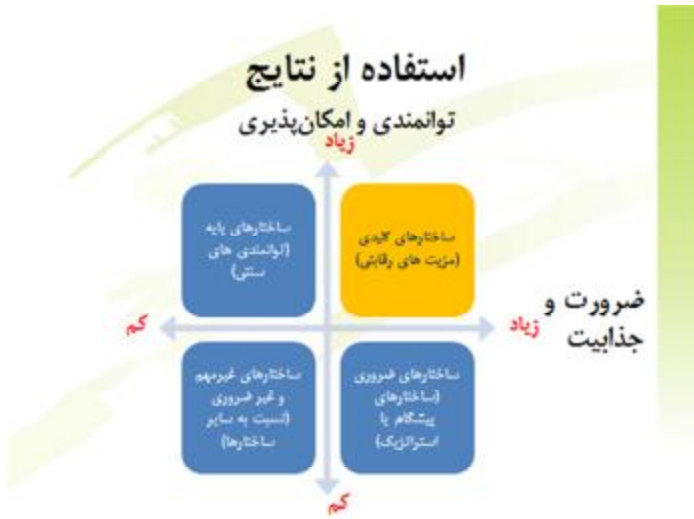 استفاده از نتایج
توانمندی و امکان‌پذیری
زیاد
ساختارهای کلیدی
(مزیت های رقابتی)
ساختارهای پایه
(توانمندی های
سنتی)
ضرورت و
جذابیت
زیاد
کم
ساختارهای ضروری
(ساختارهای
پیشگام یا
استراتژیک)
ساختارهای غیرمهم
و غیر ضروری
(نسبت به سایر
ساختارها)
کم